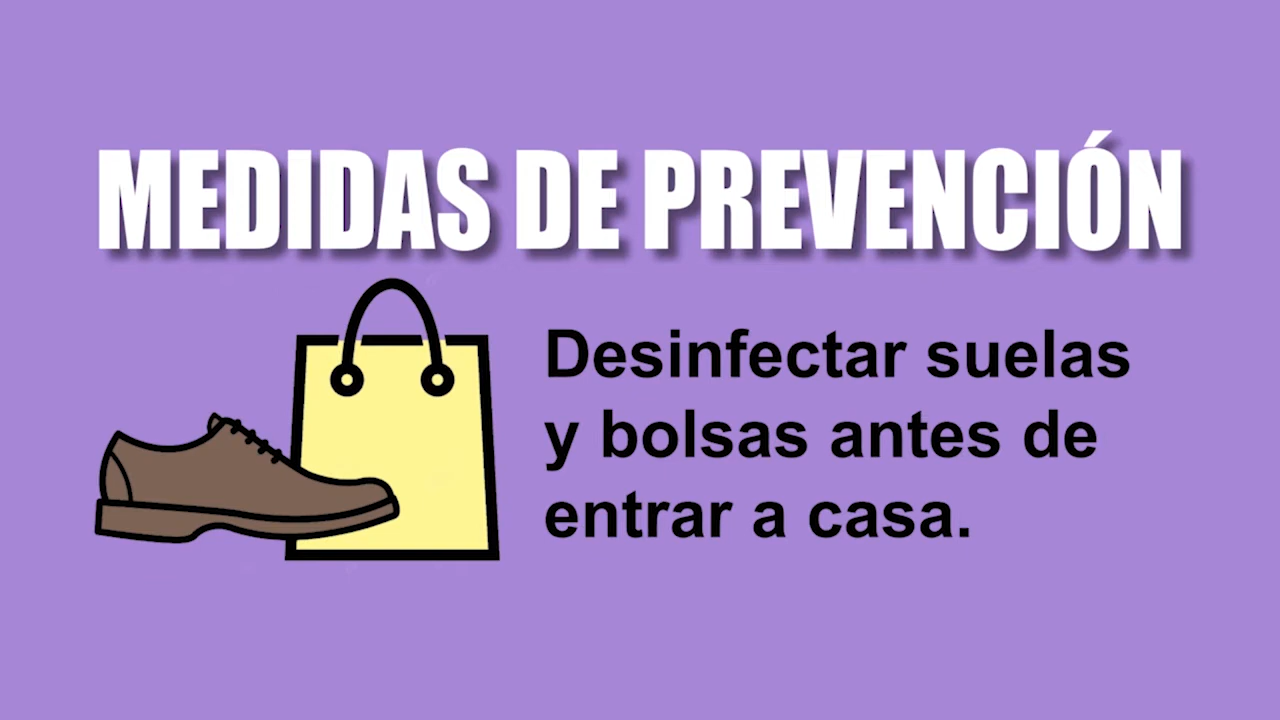 MEDIDAS DE PREVENCIÓN
Desinfectar suelas
y bolsas antes de
entrar a casa.